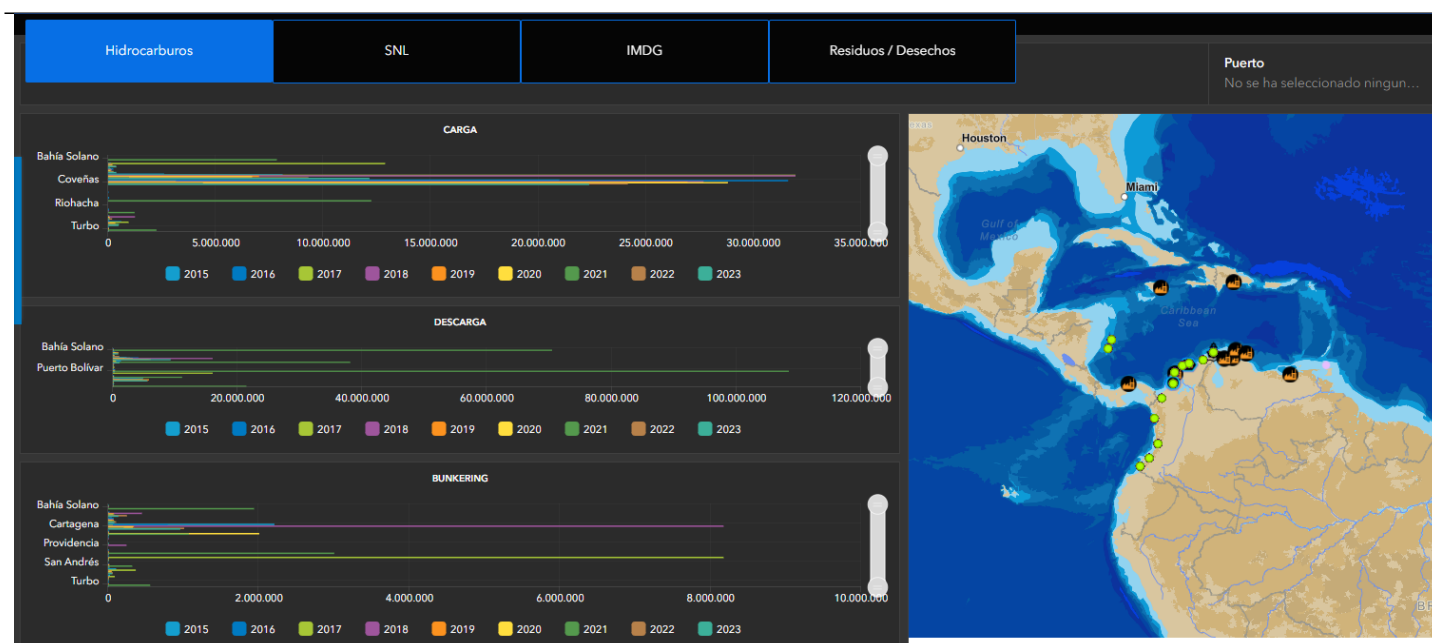 Hidrocarburos
SNL
IMDG
Residuos / Desechos
Puerto
No se ha seleccionado ningun...
CARGA
Bahía Solano
Coveñas
Riohacha
Turbo
0 5.000.000 10.000.000 15.000.000 20.000.000 25.000.000 30.000.000 35.000.000
2015 2016 2017 2018 2019 2020 2021 2022 2023
DESCARGA
Bahía Solano
Puerto Bolívar
0 20.000.000 40.000.000 60.000.000 80.000.000 100.000.000 120.000.000
2015 2016 2017 2018 2019 2020 2021 2022 2023
BUNKERING
Bahía Solano
Cartagena
Providencia
San Andrés
Turbo
0 2.000.000 4.000.000 6.000.000 8.000.000 10.000.000
2015 2016 2017 2018 2019 2020 2021 2022 2023
Houston
Miami
Gulf of
Mexico
Caribbean
Sea